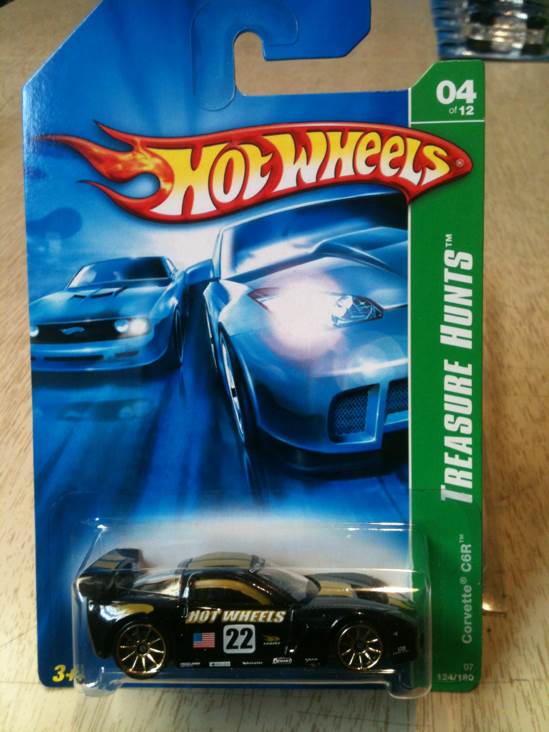 04
of 12
HOT WHEELS®
TREASURE HUNTS™
Corvette® C6R™
07
124/180
HOT WHEELS
22
3+